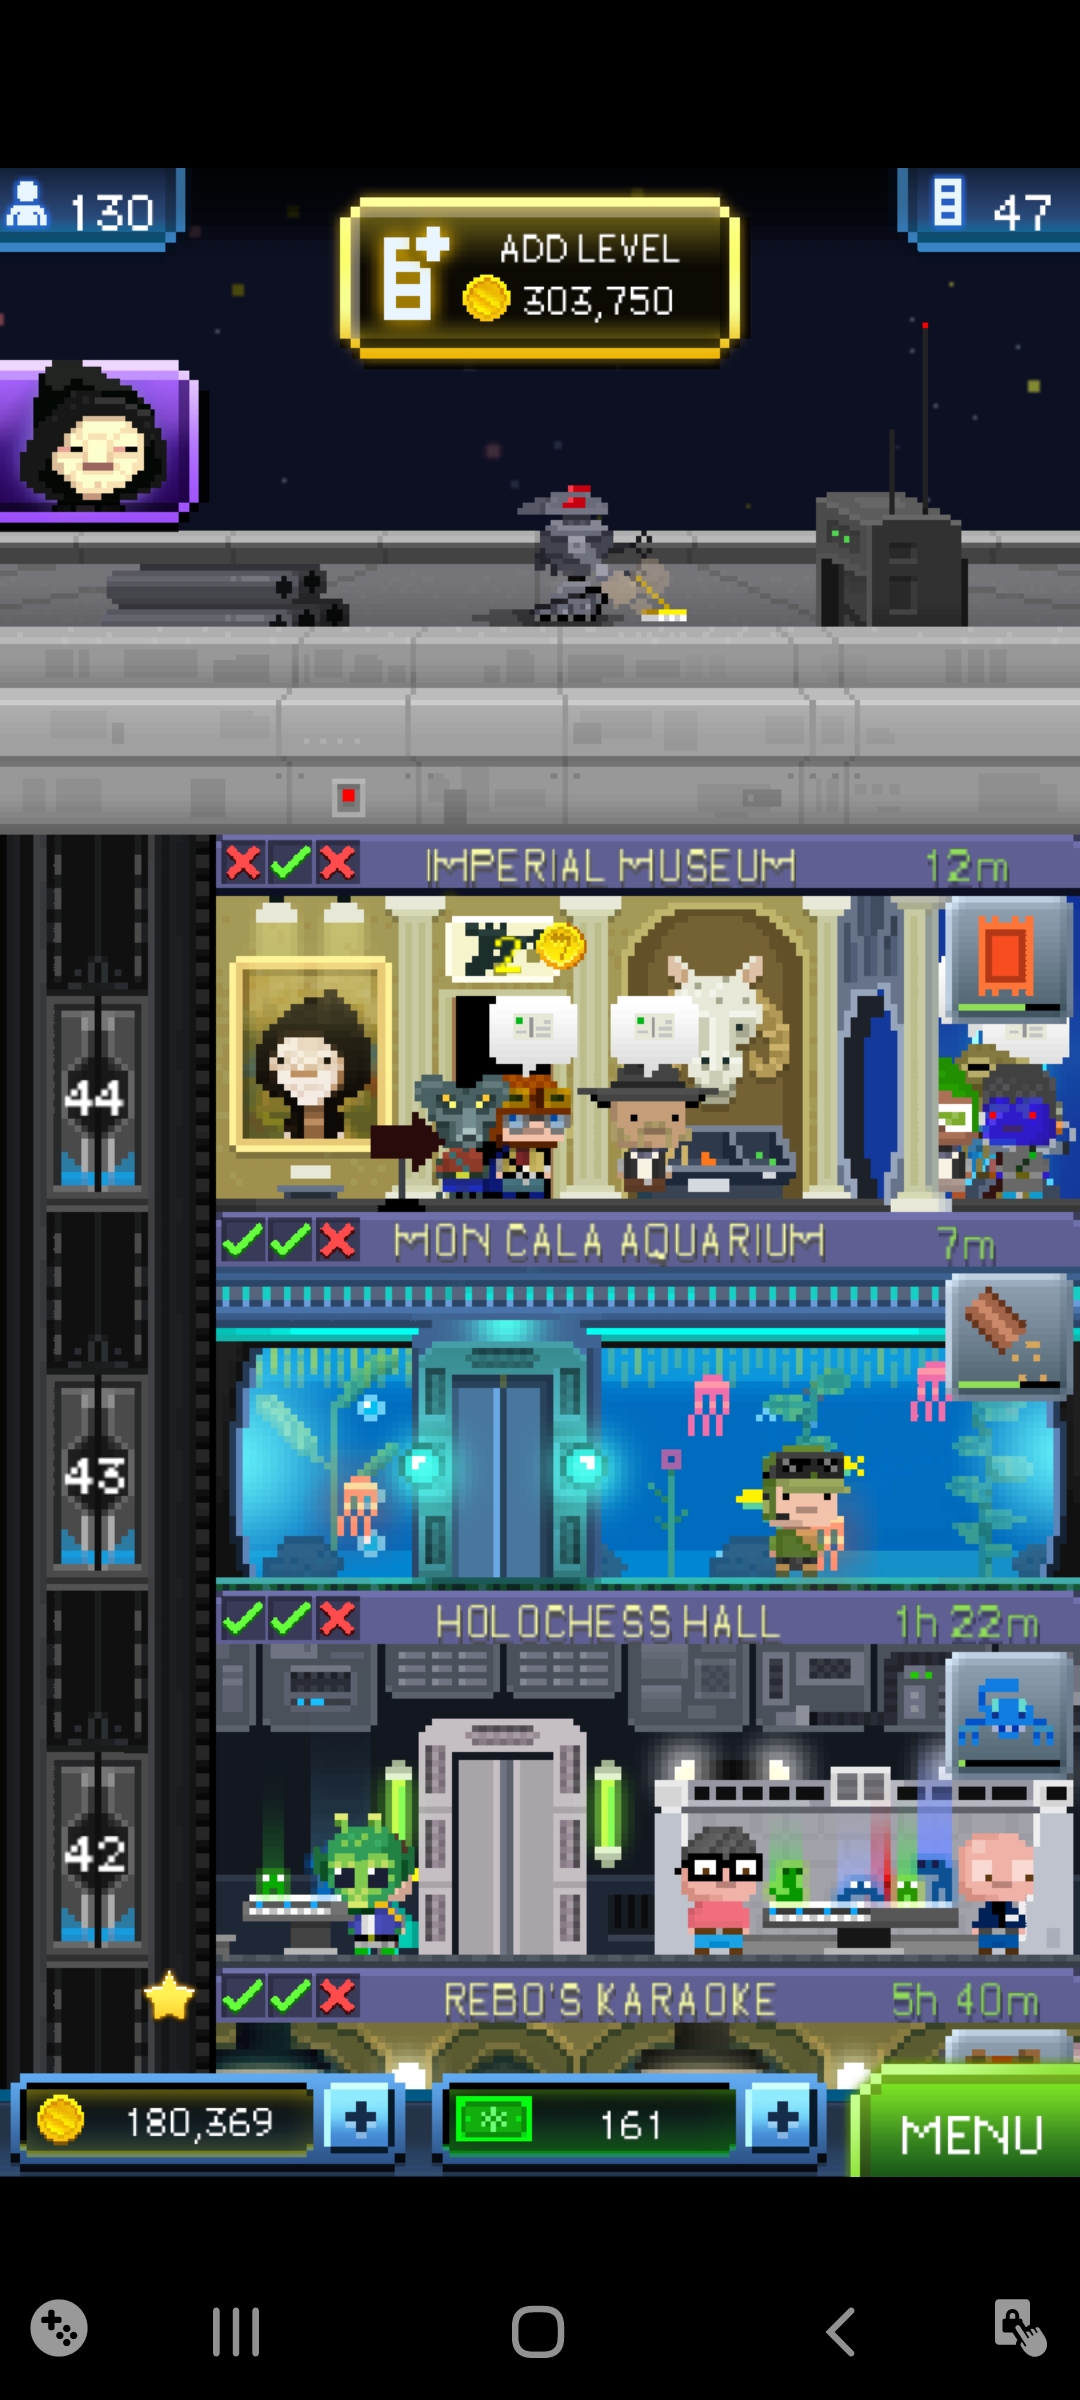 130
ADD LEVEL
303,750
47
IMPERIAL MUSEUM 12m
2
44
MON CALA AQUARIUM 7m
43
HOLOCHESS HALL 1h 22m
42
REBO'S KARAOKE 5h 40m
180,369
161
MENU